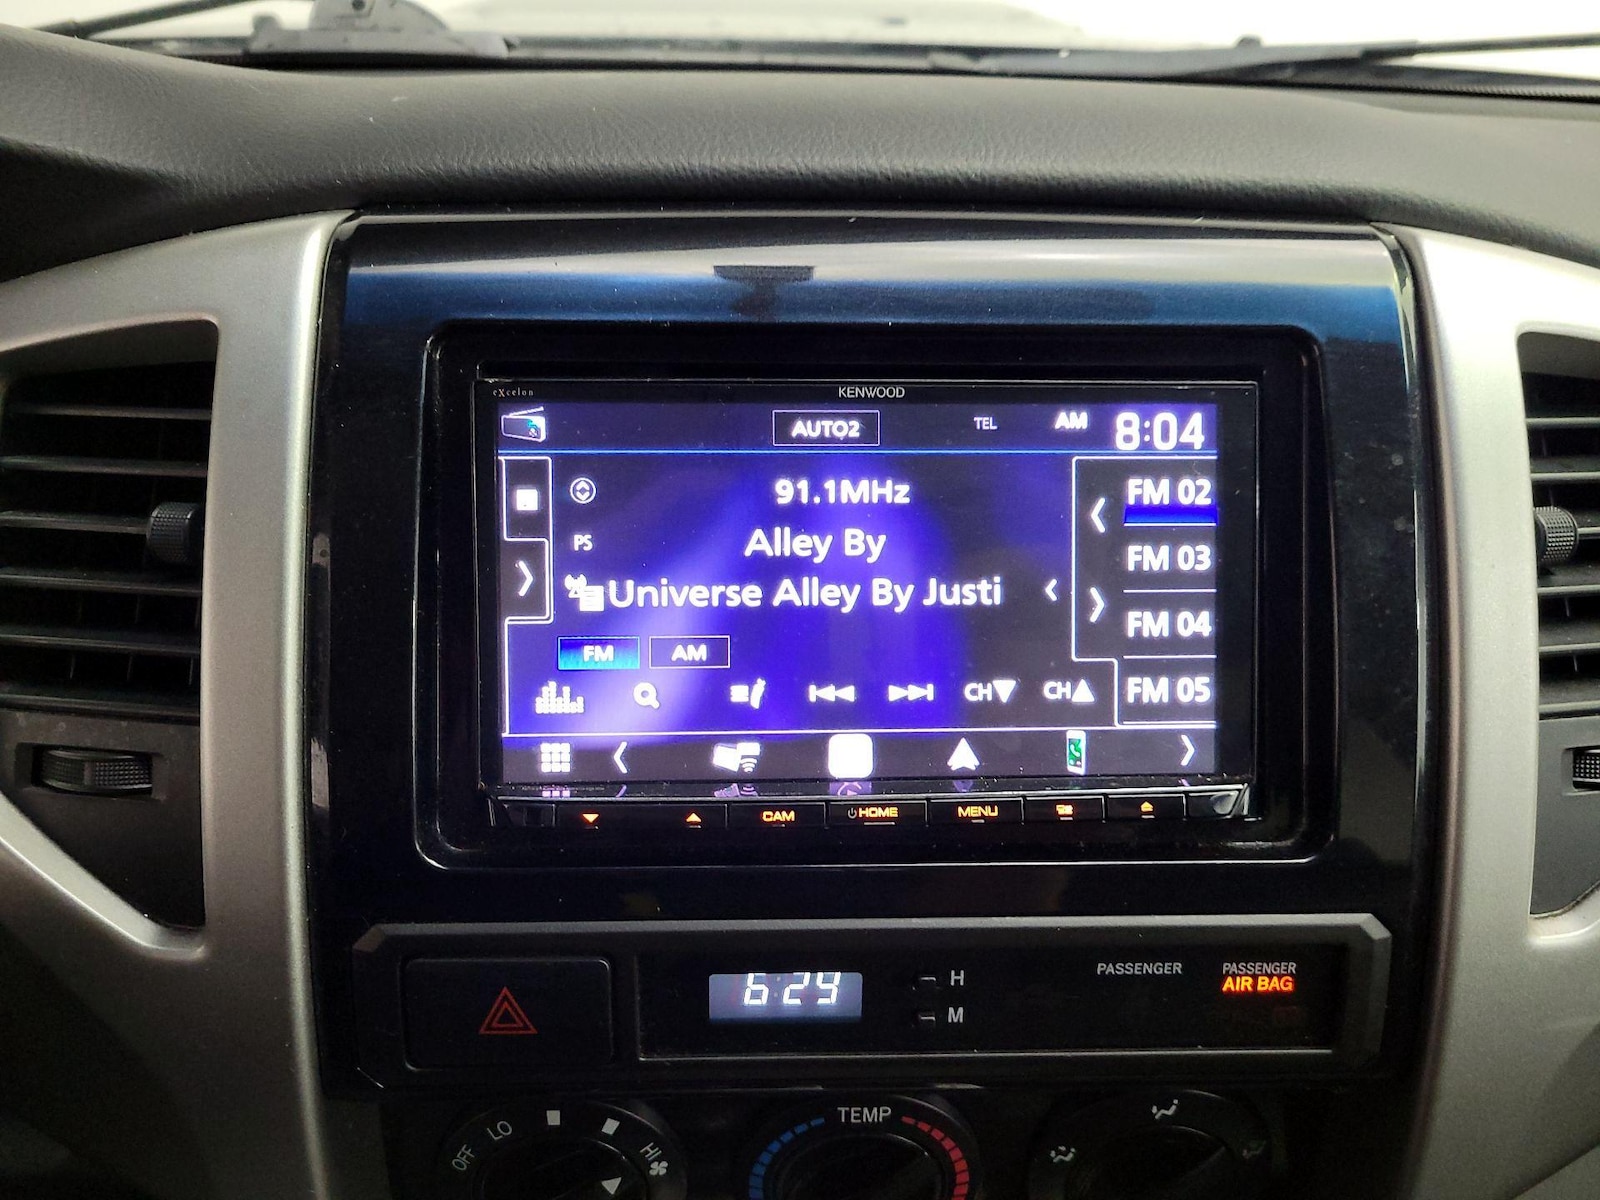 eXcelon
KENWOOD
AUTO2
TEL
AM
8:04
91.1MHz
PS
Alley By
Universe Alley By Justi
FM
AM
CH
CH
FM 02
FM 03
FM 04
FM 05
CAM
HOME
MENU
6:29
H
M
PASSENGER
PASSENGER
AIR BAG
OFF
LO
HI
TEMP